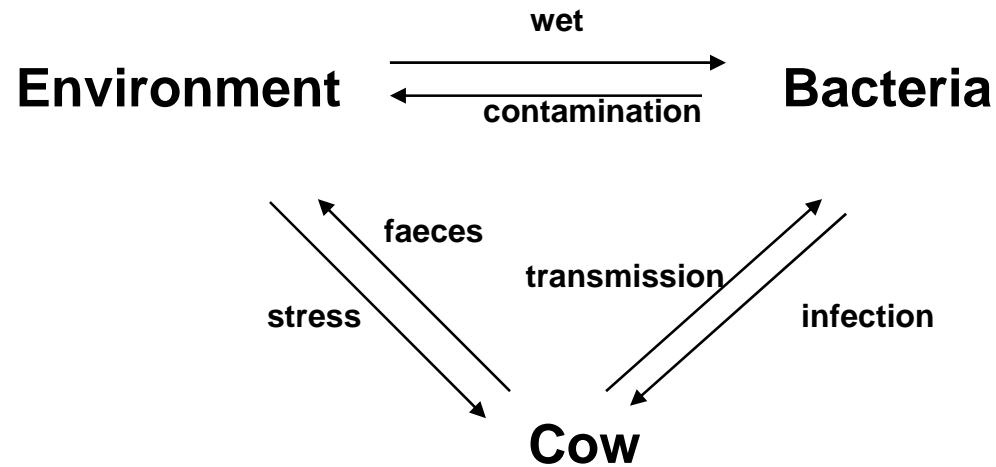 wet
Environment
Bacteria
contamination
faeces
transmission
stress
infection
Cow